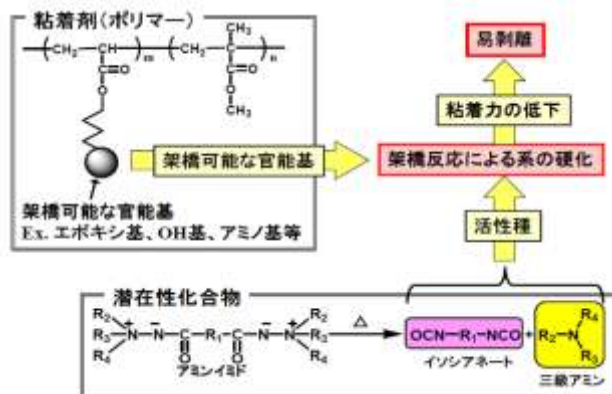 粘着剤(ポリマー)
CH₂—CH
m
CH₂—C
n
CH₃
C=O
O
C=O
O
CH₃
架橋可能な官能基
Ex. エポキシ基、OH基、アミノ基等
架橋可能な官能基
易剥離
粘着力の低下
架橋反応による系の硬化
活性種
潜在性化合物
R₂
R₃—N⁺—N⁻—C—R₁—C—N⁻—N⁺—R₃
R₄
O
O
R₂
R₄
アミンイミド
△
OCN—R₁—NCO
イソシアネート
+
R₂—N
R₄
R₃
三級アミン